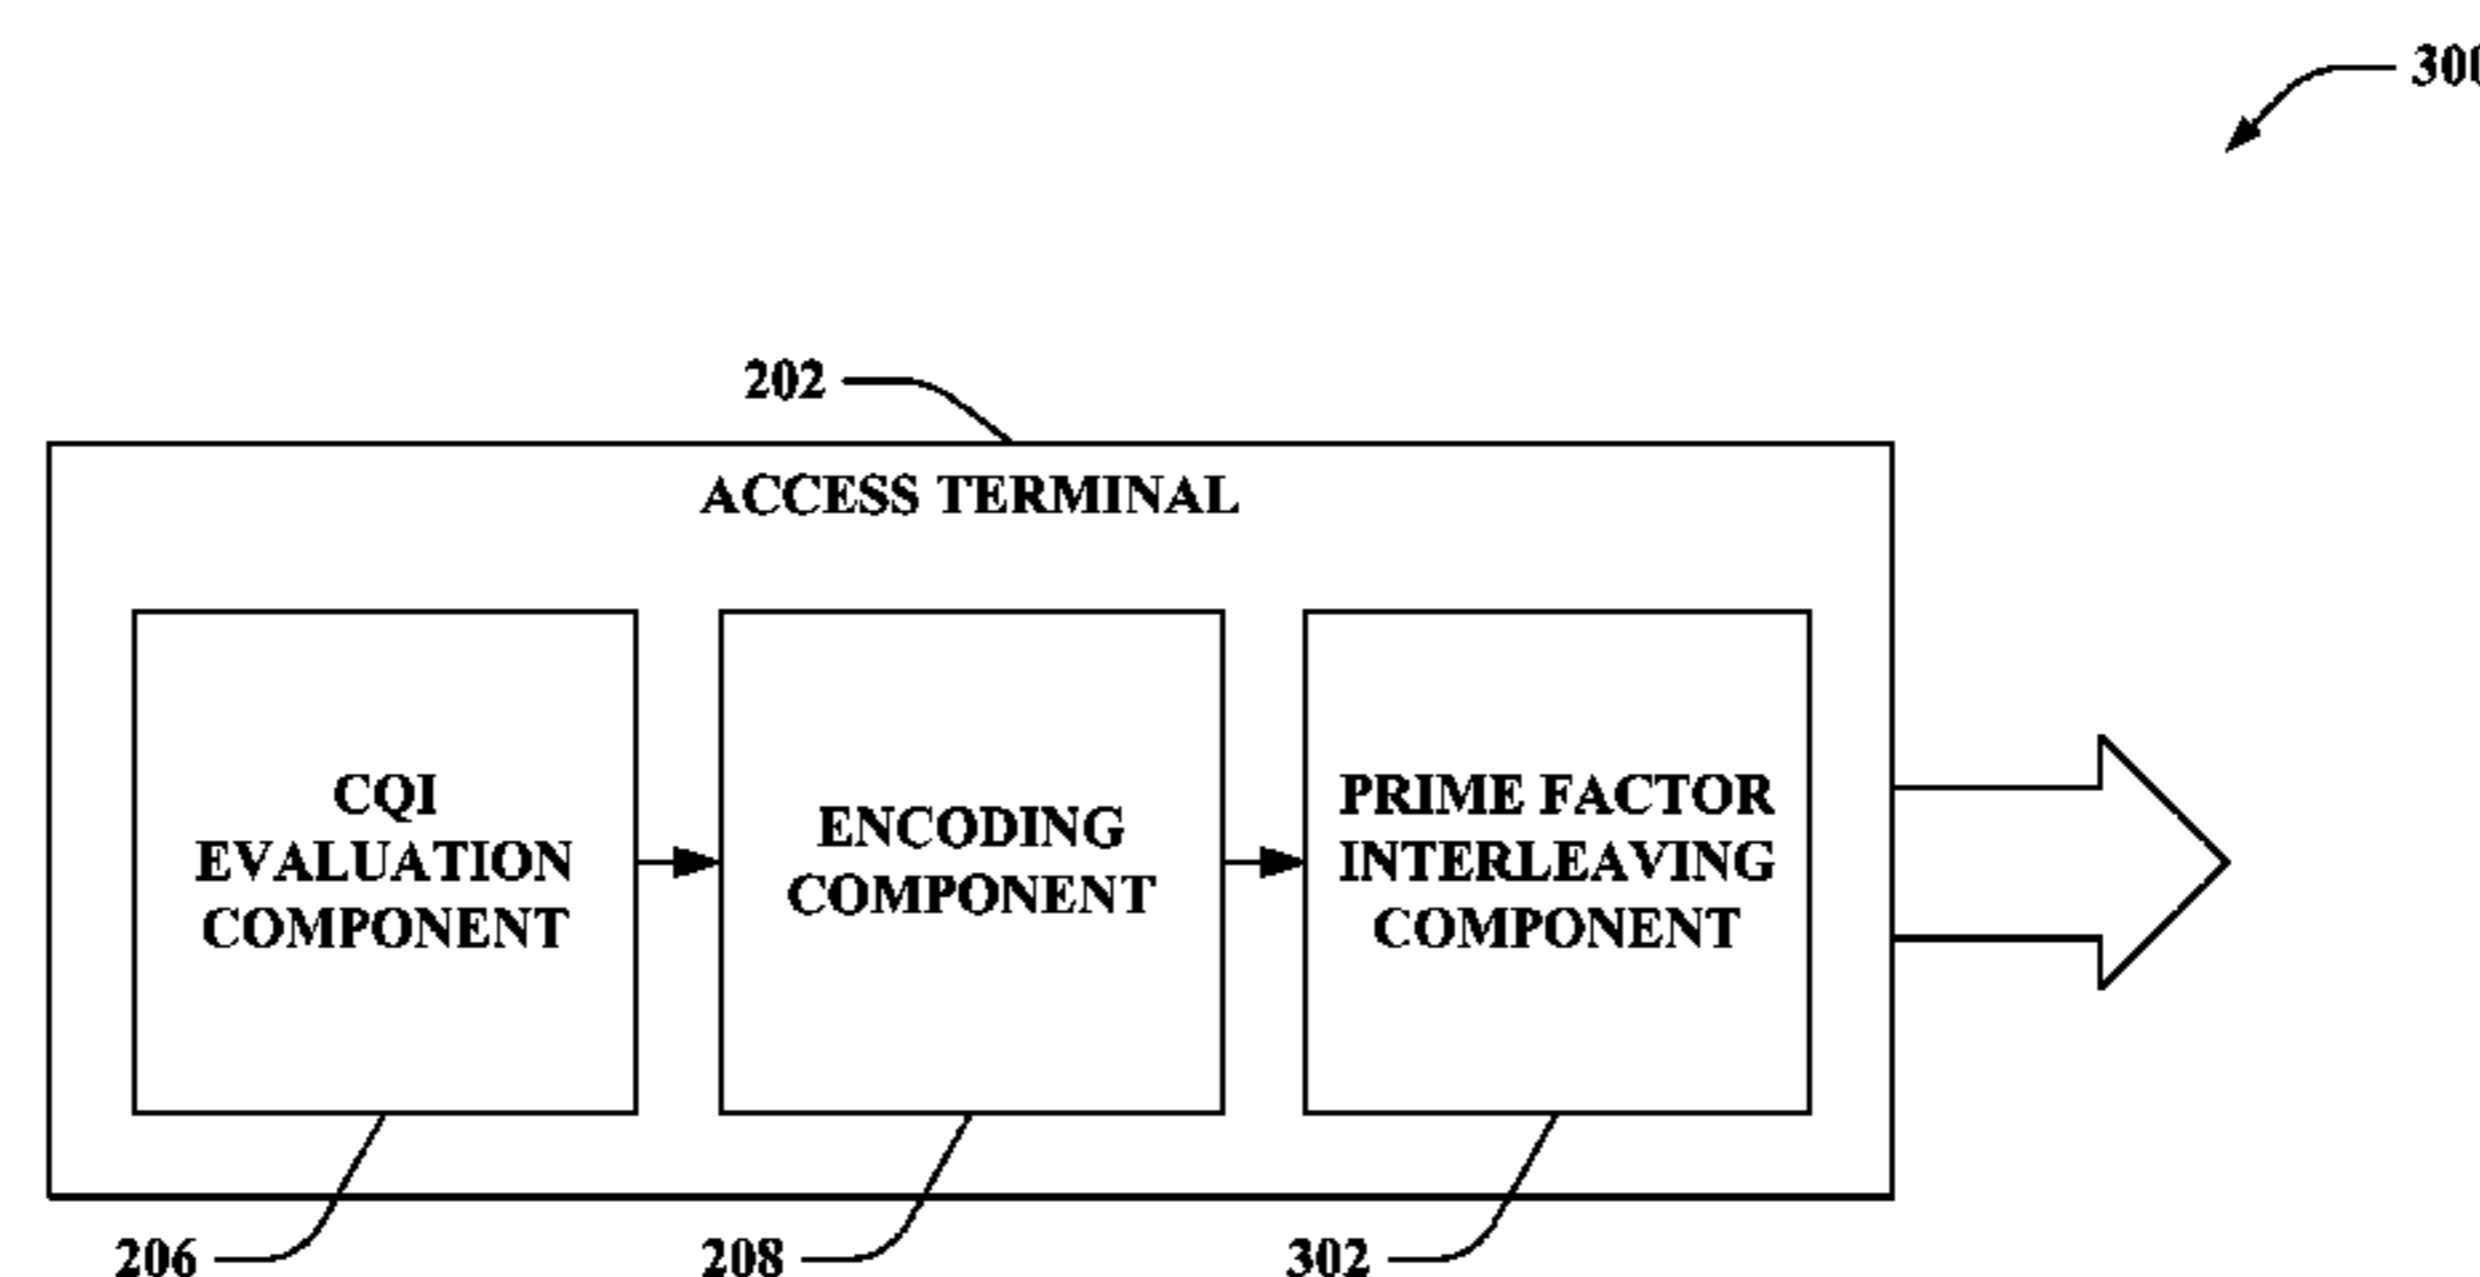 300
202
ACCESS TERMINAL
CQI
EVALUATION
COMPONENT
ENCODING
COMPONENT
PRIME FACTOR
INTERLEAVING
COMPONENT
206
208
302